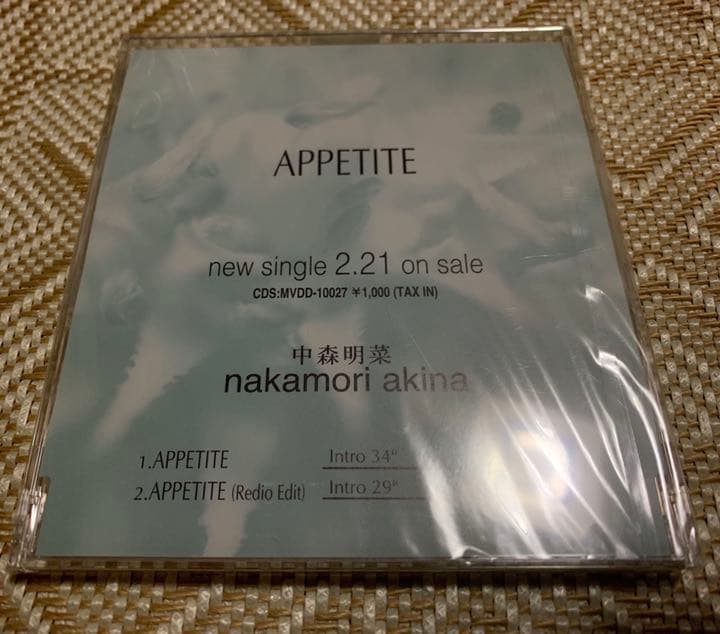 APPETITE
new single 2.21 on sale
CDS:MVDD-10027 ¥1,000 (TAX IN)
中森明菜
nakamori akina
1.APPETITE Intro 34"
2.APPETITE (Redio Edit) Intro 29"